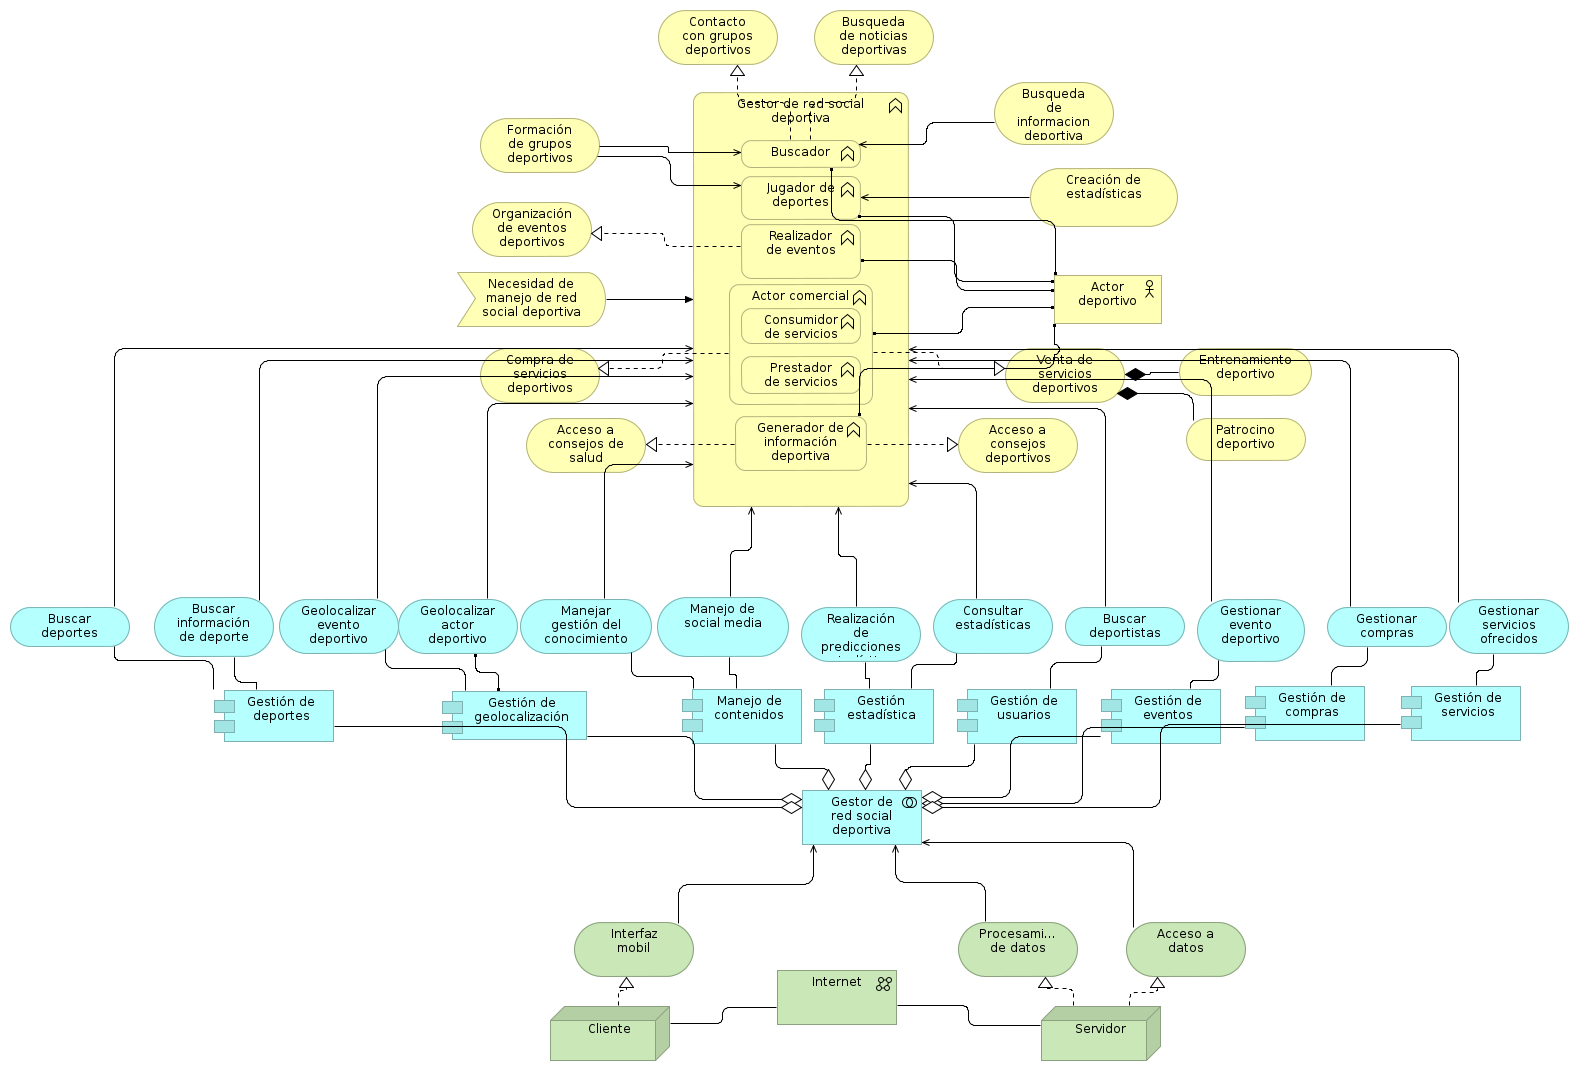 Contacto
con grupos
deportivos
Busqueda
de noticias
deportivas
Gestor de red social
deportiva
Busqueda
de
informacion
deportiva
Formación
de grupos
deportivos
Buscador
Jugador de
deportes
Creación de
estadísticas
Organización
de eventos
deportivos
Realizador
de eventos
Necesidad de
manejo de red
social deportiva
Actor
deportivo
Actor comercial
Consumidor
de servicios
Prestador
de servicios
Compra de
servicios
deportivos
Venta de
servicios
deportivos
Entrenamiento
deportivo
Patrocino
deportivo
Acceso a
consejos de
salud
Generador de
información
deportiva
Acceso a
consejos
deportivos
Buscar
deportes
Buscar
información
de deporte
Geolocalizar
evento
deportivo
Geolocalizar
actor
deportivo
Manejar
gestión del
conocimiento
Manejo de
social media
Realización
de
predicciones
Consultar
estadísticas
Buscar
deportistas
Gestionar
evento
deportivo
Gestionar
compras
Gestionar
servicios
ofrecidos
Gestión de
deportes
Gestión de
geolocalización
Manejo de
contenidos
Gestión
estadística
Gestión de
usuarios
Gestión de
eventos
Gestión de
compras
Gestión de
servicios
Gestor de
red social
deportiva
Interfaz
mobil
Procesami...
de datos
Acceso a
datos
Internet
Cliente
Servidor